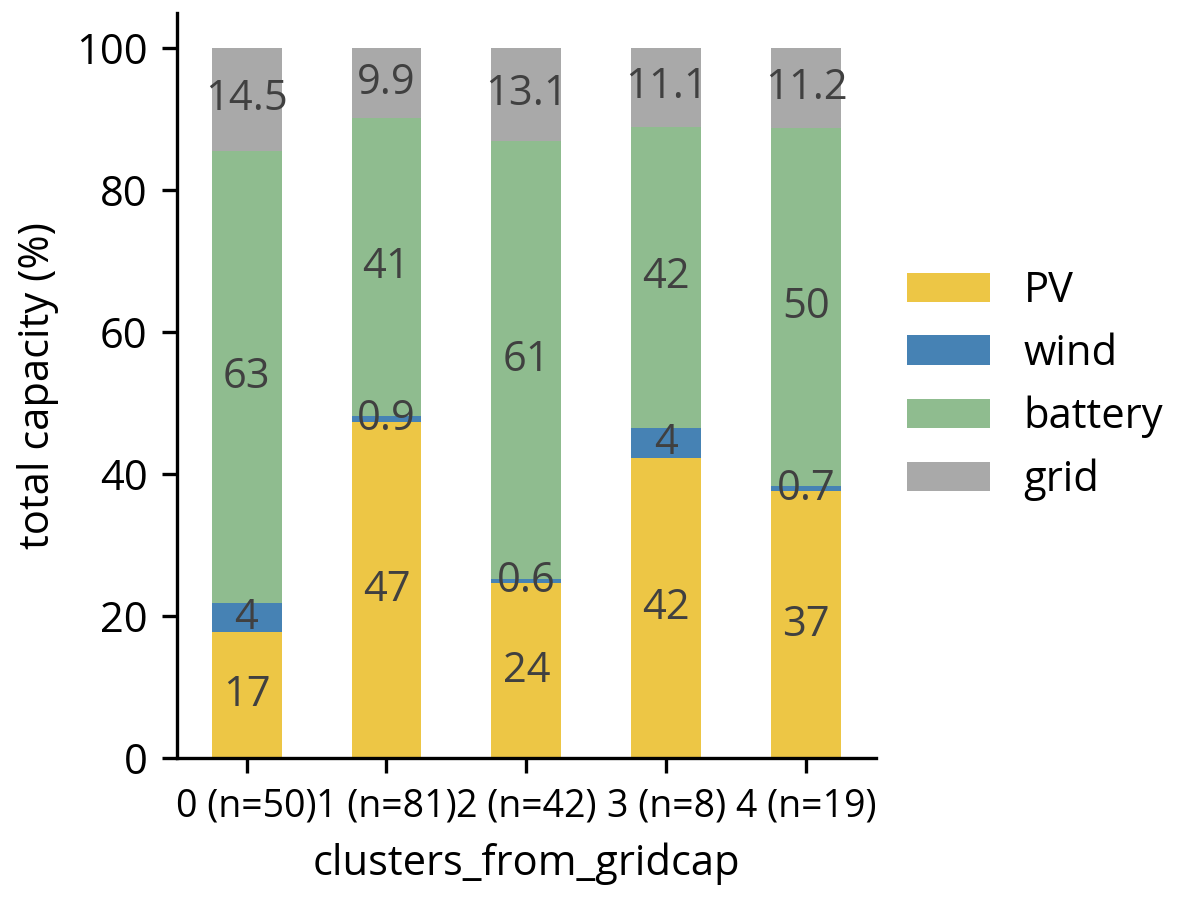 100
80
60
40
20
0
total capacity (%)
14.5
9.9
13.1
11.1
11.2
63
41
61
42
50
4
0.9
0.6
4
0.7
17
47
24
42
37
0 (n=50)
1 (n=81)
2 (n=42)
3 (n=8)
4 (n=19)
clusters_from_gridcap
PV
wind
battery
grid